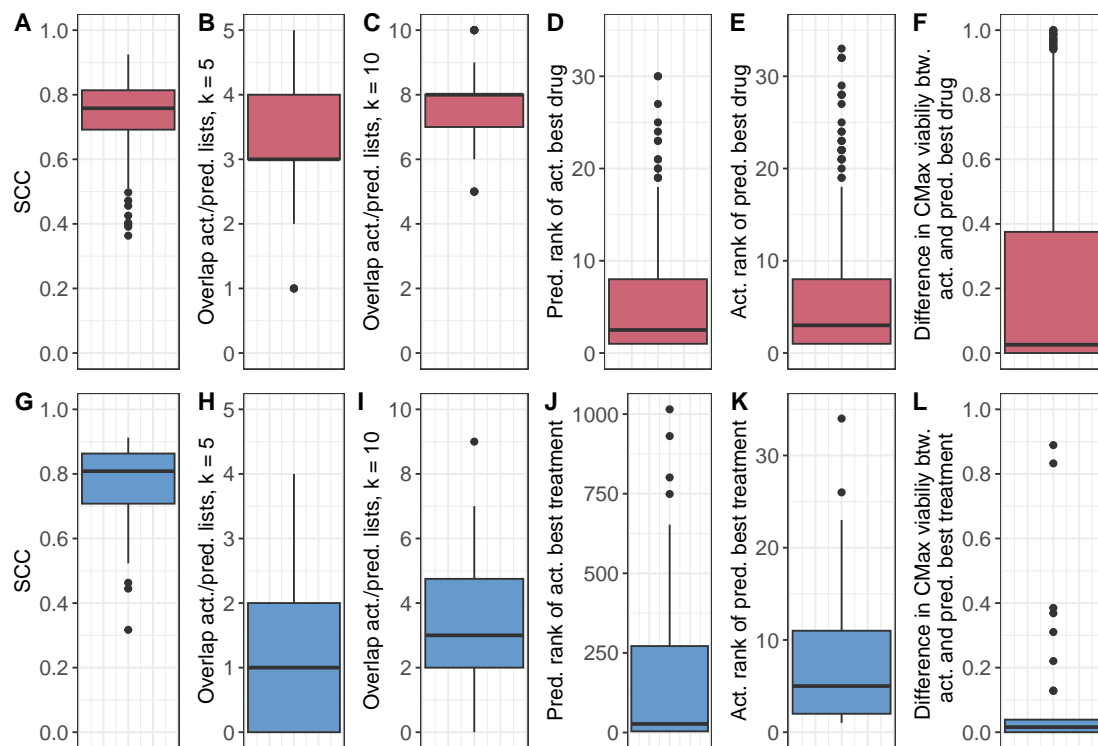 A
SCC
1.0
0.8
0.6
0.4
0.2
0.0
B
Overlap act./pred. lists, k = 5
5
4
3
2
1
0
C
Overlap act./pred. lists, k = 10
10
8
6
4
2
0
D
Pred. rank of act. best drug
30
20
10
0
E
Act. rank of pred. best drug
30
20
10
0
F
Difference in CMax viability btw.
act. and pred. best drug
1.0
0.8
0.6
0.4
0.2
0.0
G
SCC
1.0
0.8
0.6
0.4
0.2
0.0
H
Overlap act./pred. lists, k = 5
5
4
3
2
1
0
I
Overlap act./pred. lists, k = 10
10
8
6
4
2
0
J
Pred. rank of act. best treatment
1000
750
500
250
0
K
Act. rank of pred. best treatment
30
20
10
0
L
Difference in CMax viabiliy btw.
act. and pred. best treatment
1.0
0.8
0.6
0.4
0.2
0.0